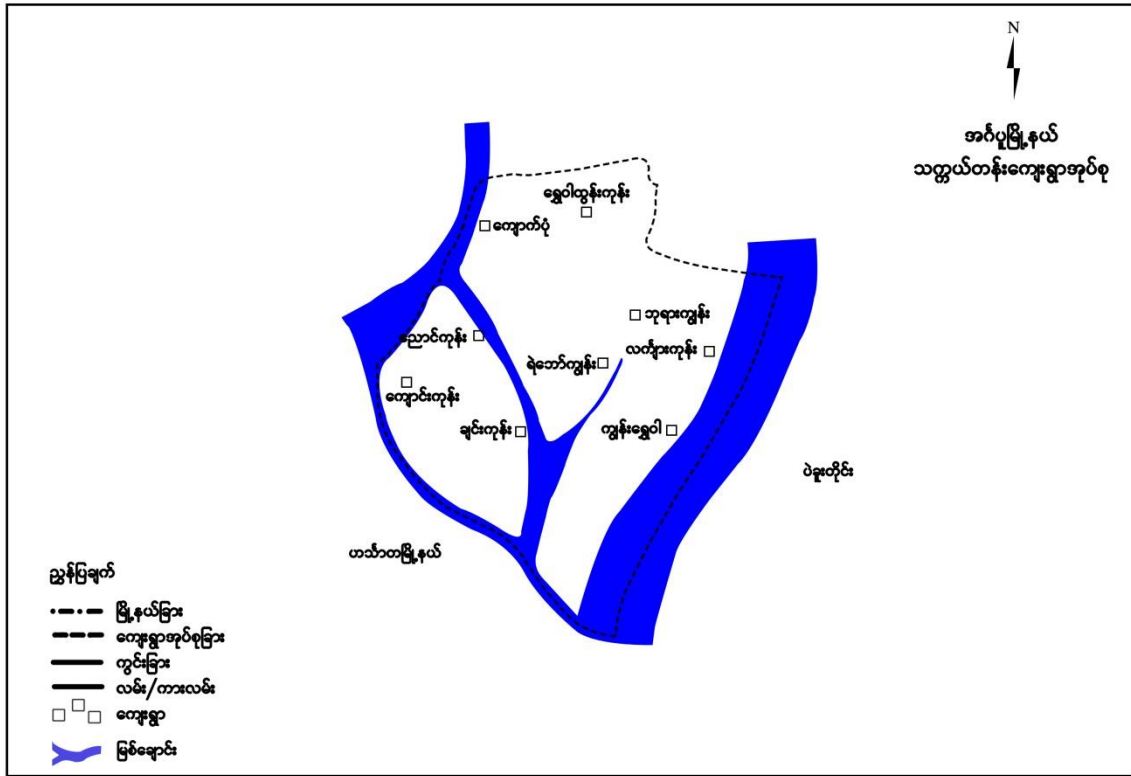 N
အင်္ဂပူမြို့နယ်
သက္ကယ်တန်းကျေးရွာအုပ်စု
ရွှေဝါထွန်းကုန်း
ကျောက်ပုံ
ဘုရားကျွန်း
ညောင်ကုန်း
လင်္ကျားကုန်း
ရဲဘော်ကျွန်း
ကျောင်းကုန်း
ချင်းကုန်း
ကျွန်းရွှေဝါ
ပဲခူးတိုင်း
ဟင်္သာတမြို့နယ်
ညွှန်ပြချက်
မြို့နယ်ခြား
ကျေးရွာအုပ်စုခြား
ကွင်းခြား
လမ်း/ကားလမ်း
ကျေးရွာ
မြစ်ချောင်း